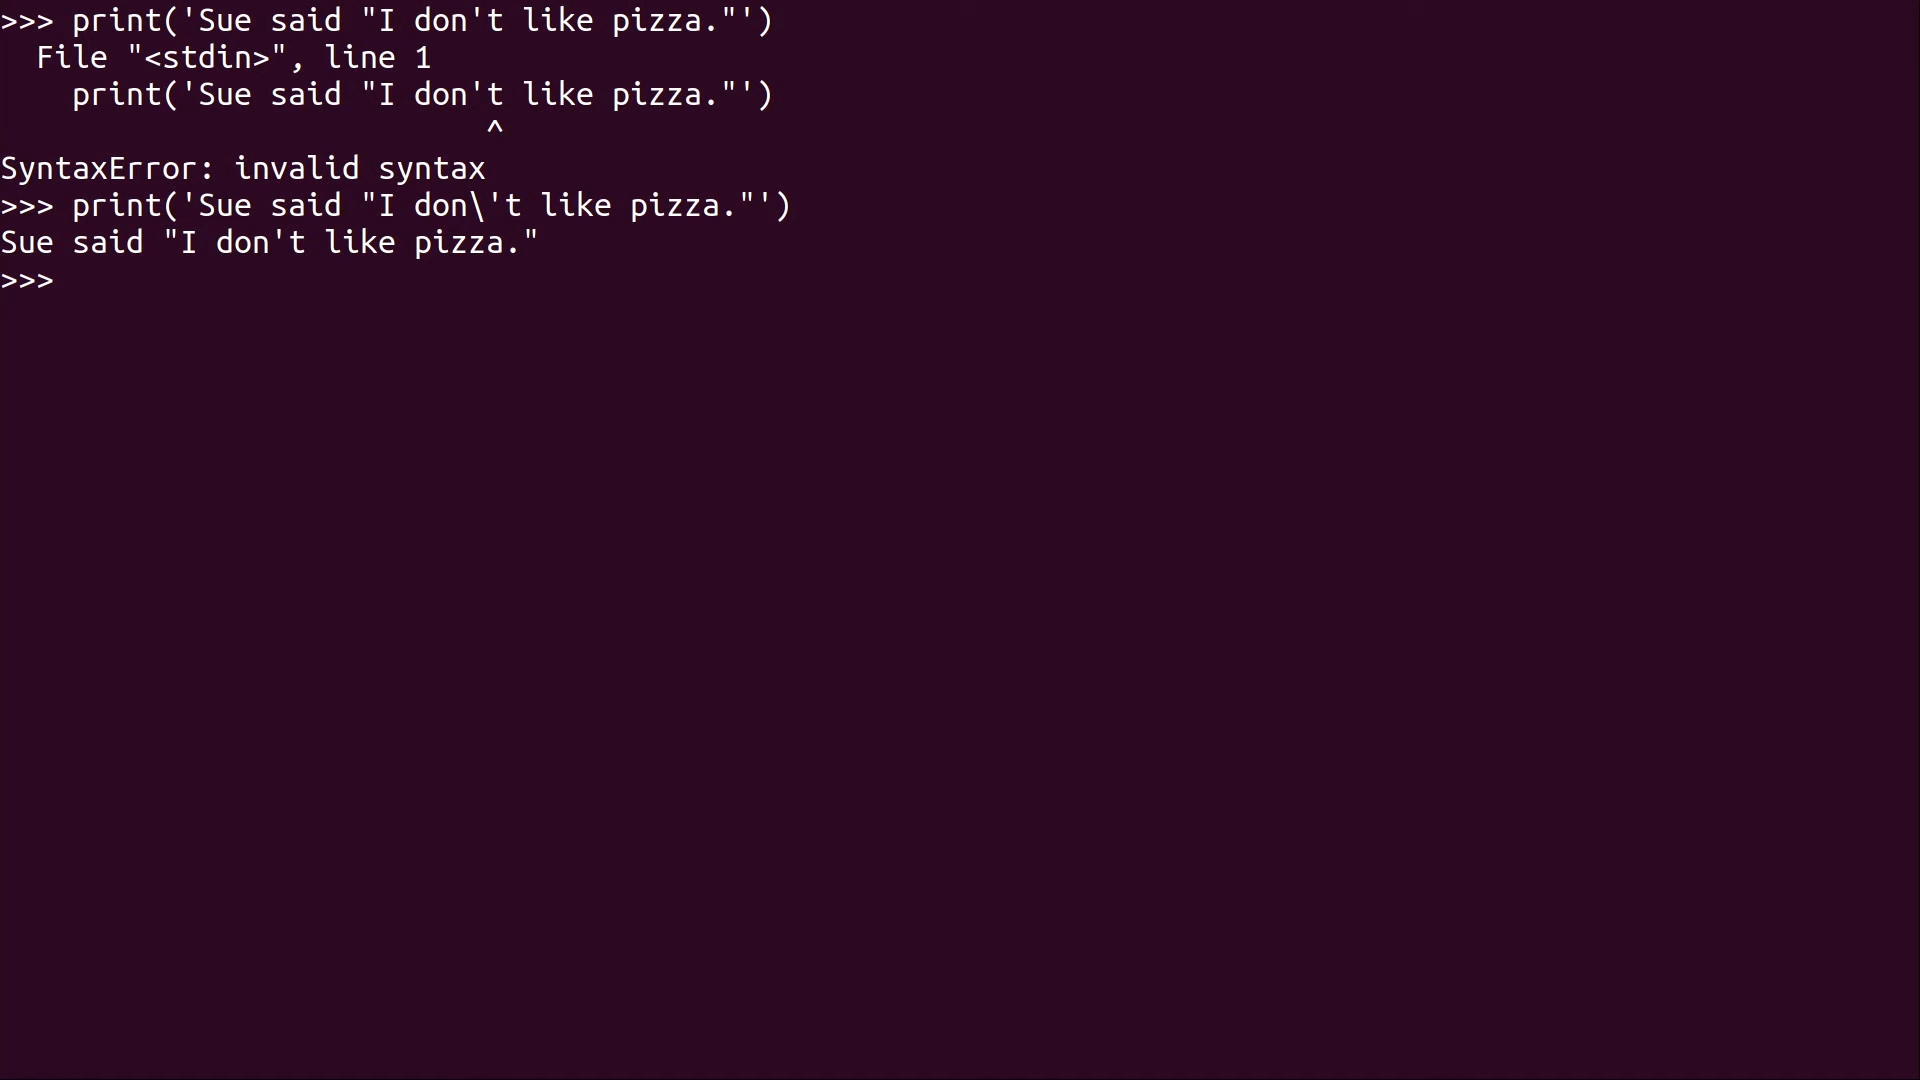 >>> print('Sue said "I don't like pizza."')
  File "<stdin>", line 1
    print('Sue said "I don't like pizza."')
                           ^
SyntaxError: invalid syntax
>>> print('Sue said "I don\'t like pizza."')
Sue said "I don't like pizza."
>>>